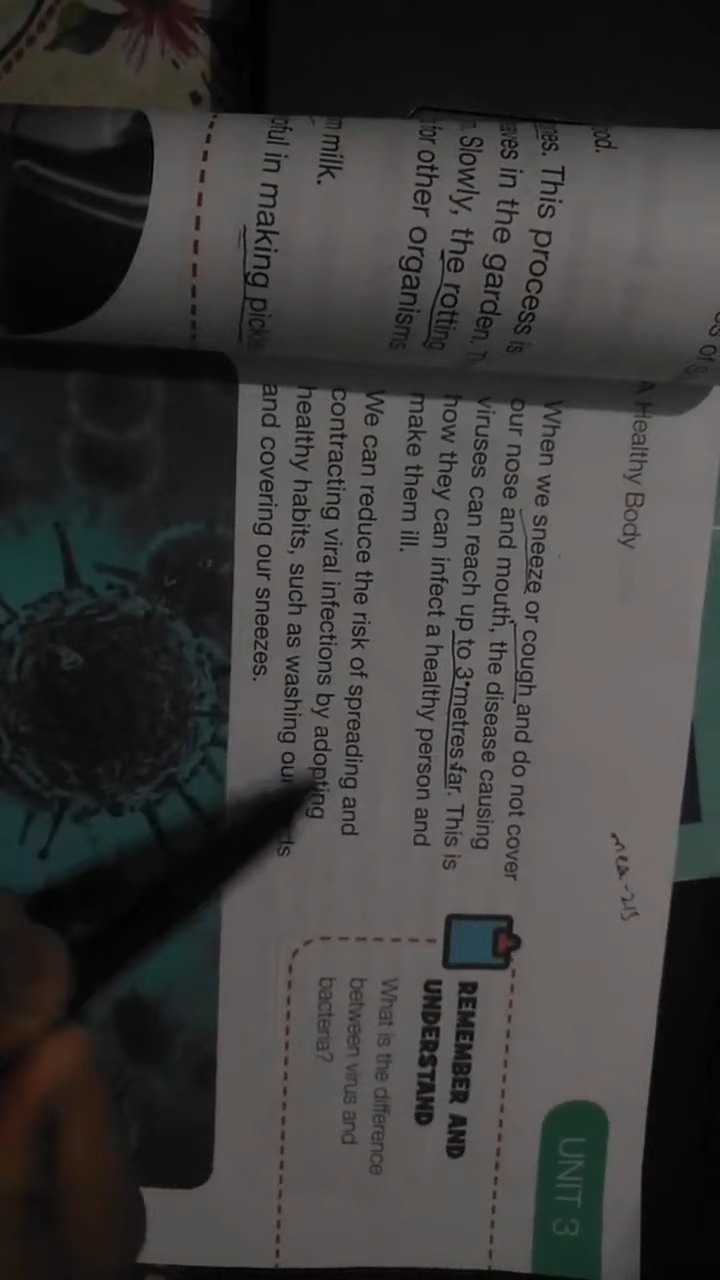 ood.
nes. This process is
aves in the garden.
Slowly, the rotting
for other organisms
m milk.
pful in making pickle
A Healthy Body
UNIT 3
When we sneeze or cough and do not cover
our nose and mouth, the disease causing
viruses can reach up to 3 metres far. This is
how they can infect a healthy person and
make them ill.
We can reduce the risk of spreading and
contracting viral infections by adopting
healthy habits, such as washing our
and covering our sneezes.
REMEMBER AND
UNDERSTAND
What is the difference
between virus and
bacteria?